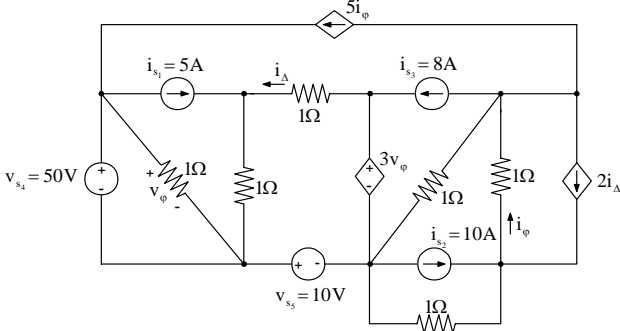 5iφ
i_s₁ = 5A
i_Δ
i_s₃ = 8A
1Ω
v_s₄ = 50V
+
-
+
v_φ
-
1Ω
1Ω
+
-
3v_φ
1Ω
1Ω
2i_Δ
i_φ
i_s₂ = 10A
+ -
v_s₅ = 10V
1Ω